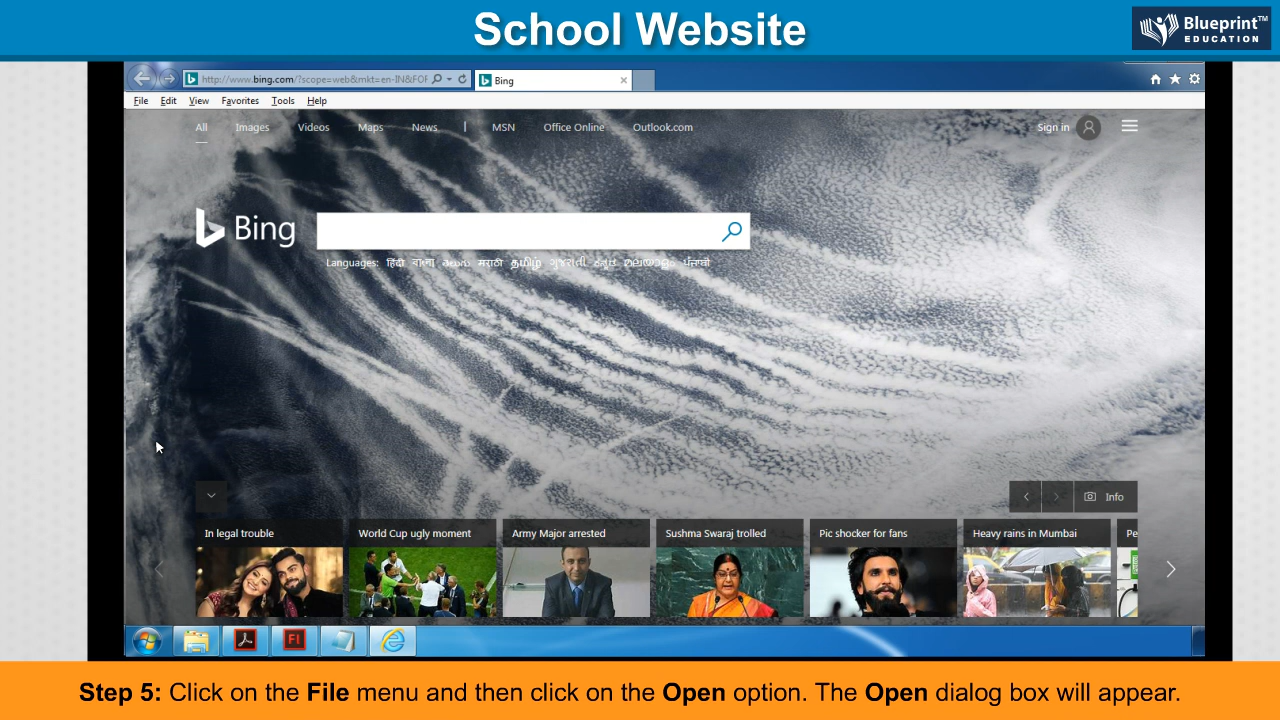 School Website
Blueprint™
EDUCATION
http://www.bing.com/?scope=web&mkt=en-IN&FOR
Bing
File Edit View Favorites Tools Help
All Images Videos Maps News | MSN Office Online Outlook.com
Sign in
Bing
Languages: हिंदी বাংলা తెలుగు मराठी தமிழ் ગુજરાતી ಕನ್ನಡ മലയാളം ਪੰਜਾਬੀ
Info
In legal trouble World Cup ugly moment Army Major arrested Sushma Swaraj trolled Pic shocker for fans Heavy rains in Mumbai Pe
Fl
Step 5: Click on the File menu and then click on the Open option. The Open dialog box will appear.